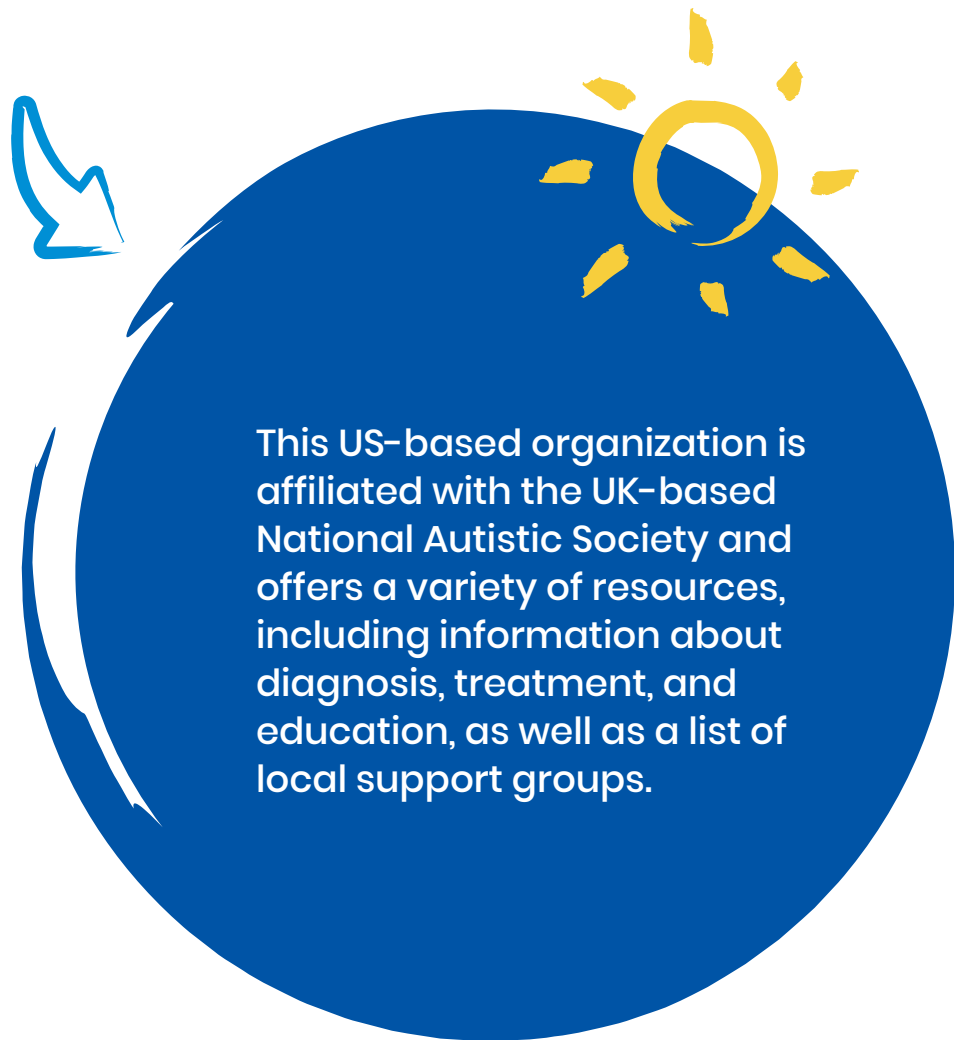 This US-based organization is
affiliated with the UK-based
National Autistic Society and
offers a variety of resources,
including information about
diagnosis, treatment, and
education, as well as a list of
local support groups.